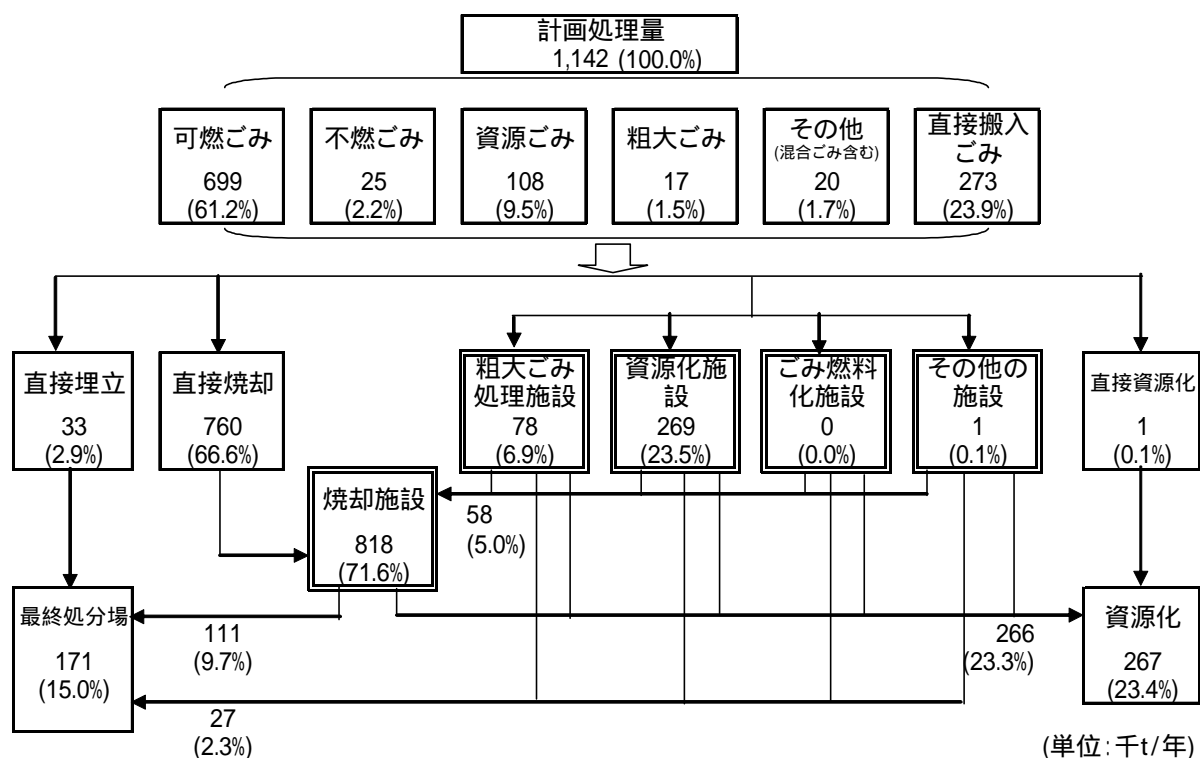 計画処理量
1,142 (100.0%)
可燃ごみ
699
(61.2%)
不燃ごみ
25
(2.2%)
資源ごみ
108
(9.5%)
粗大ごみ
17
(1.5%)
その他
(混合ごみ含む)
20
(1.7%)
直接搬入
ごみ
273
(23.9%)
直接埋立
33
(2.9%)
直接焼却
760
(66.6%)
粗大ごみ
処理施設
78
(6.9%)
資源化施
設
269
(23.5%)
ごみ燃料
化施設
0
(0.0%)
その他の
施設
1
(0.1%)
直接資源化
1
(0.1%)
焼却施設
818
(71.6%)
58
(5.0%)
最終処分場
171
(15.0%)
111
(9.7%)
266
(23.3%)
資源化
267
(23.4%)
27
(2.3%)
(単位:千t/年)